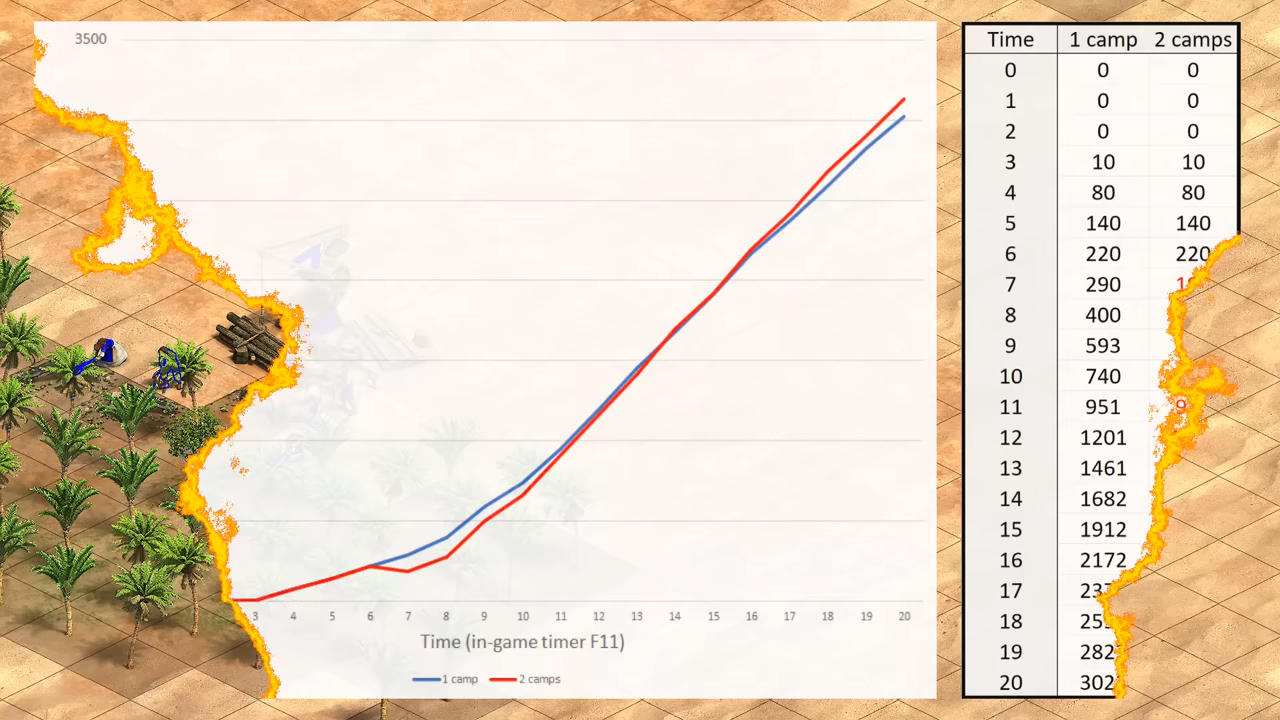 3500
3 4 5 6 7 8 9 10 11 12 13 14 15 16 17 18 19 20
Time (in-game timer F11)
1 camp 2 camps
Time 1 camp 2 camps
0 0 0
1 0 0
2 0 0
3 10 10
4 80 80
5 140 140
6 220 220
7 290
8 400
9 593
10 740
11 951
12 1201
13 1461
14 1682
15 1912
16 2172
17
18
19
20